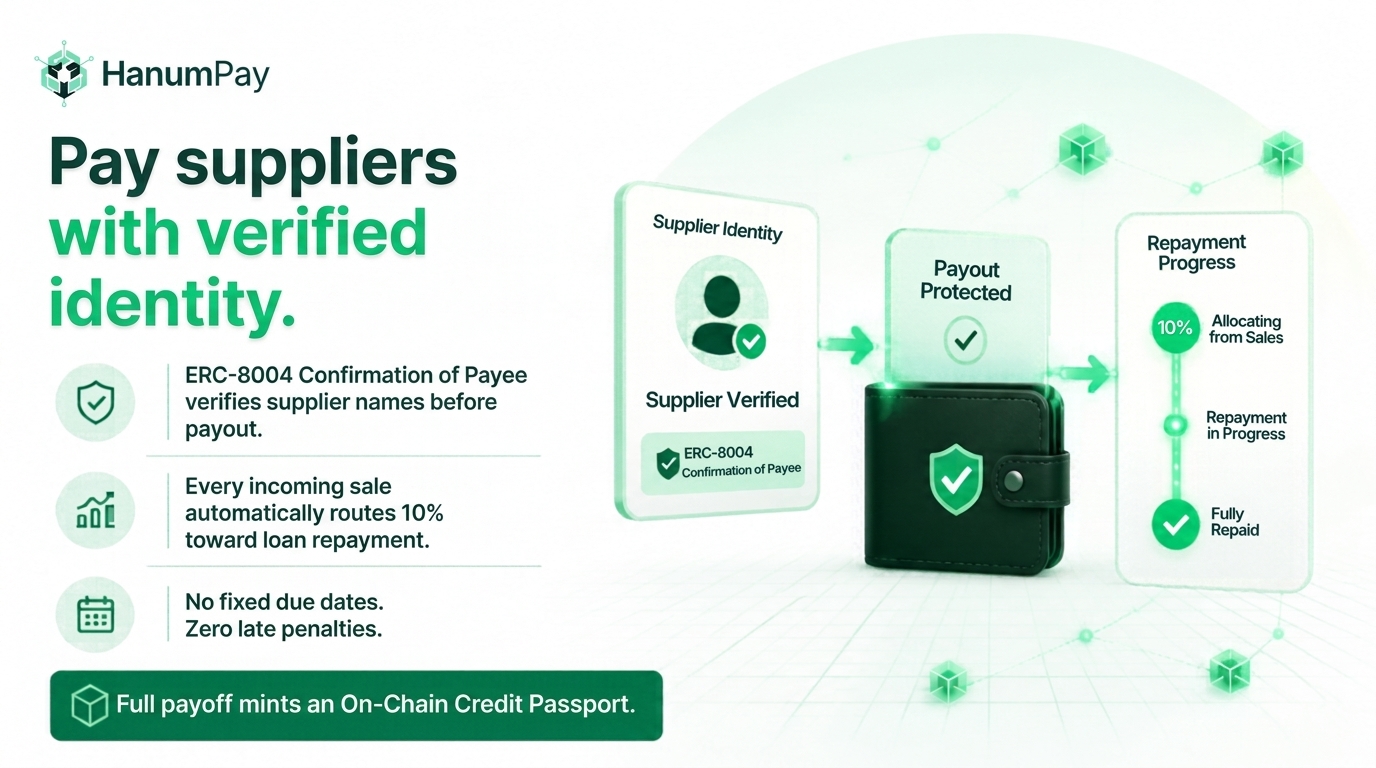 HanumPay
Pay suppliers
with verified
identity.
ERC-8004 Confirmation of Payee
verifies supplier names before
payout.
Every incoming sale
automatically routes 10%
toward loan repayment.
No fixed due dates.
Zero late penalties.
Full payoff mints an On-Chain Credit Passport.
Supplier Identity
Supplier Verified
ERC-8004
Confirmation of Payee
Payout
Protected
Repayment
Progress
10%
Allocating
from Sales
Repayment
in Progress
Fully
Repaid